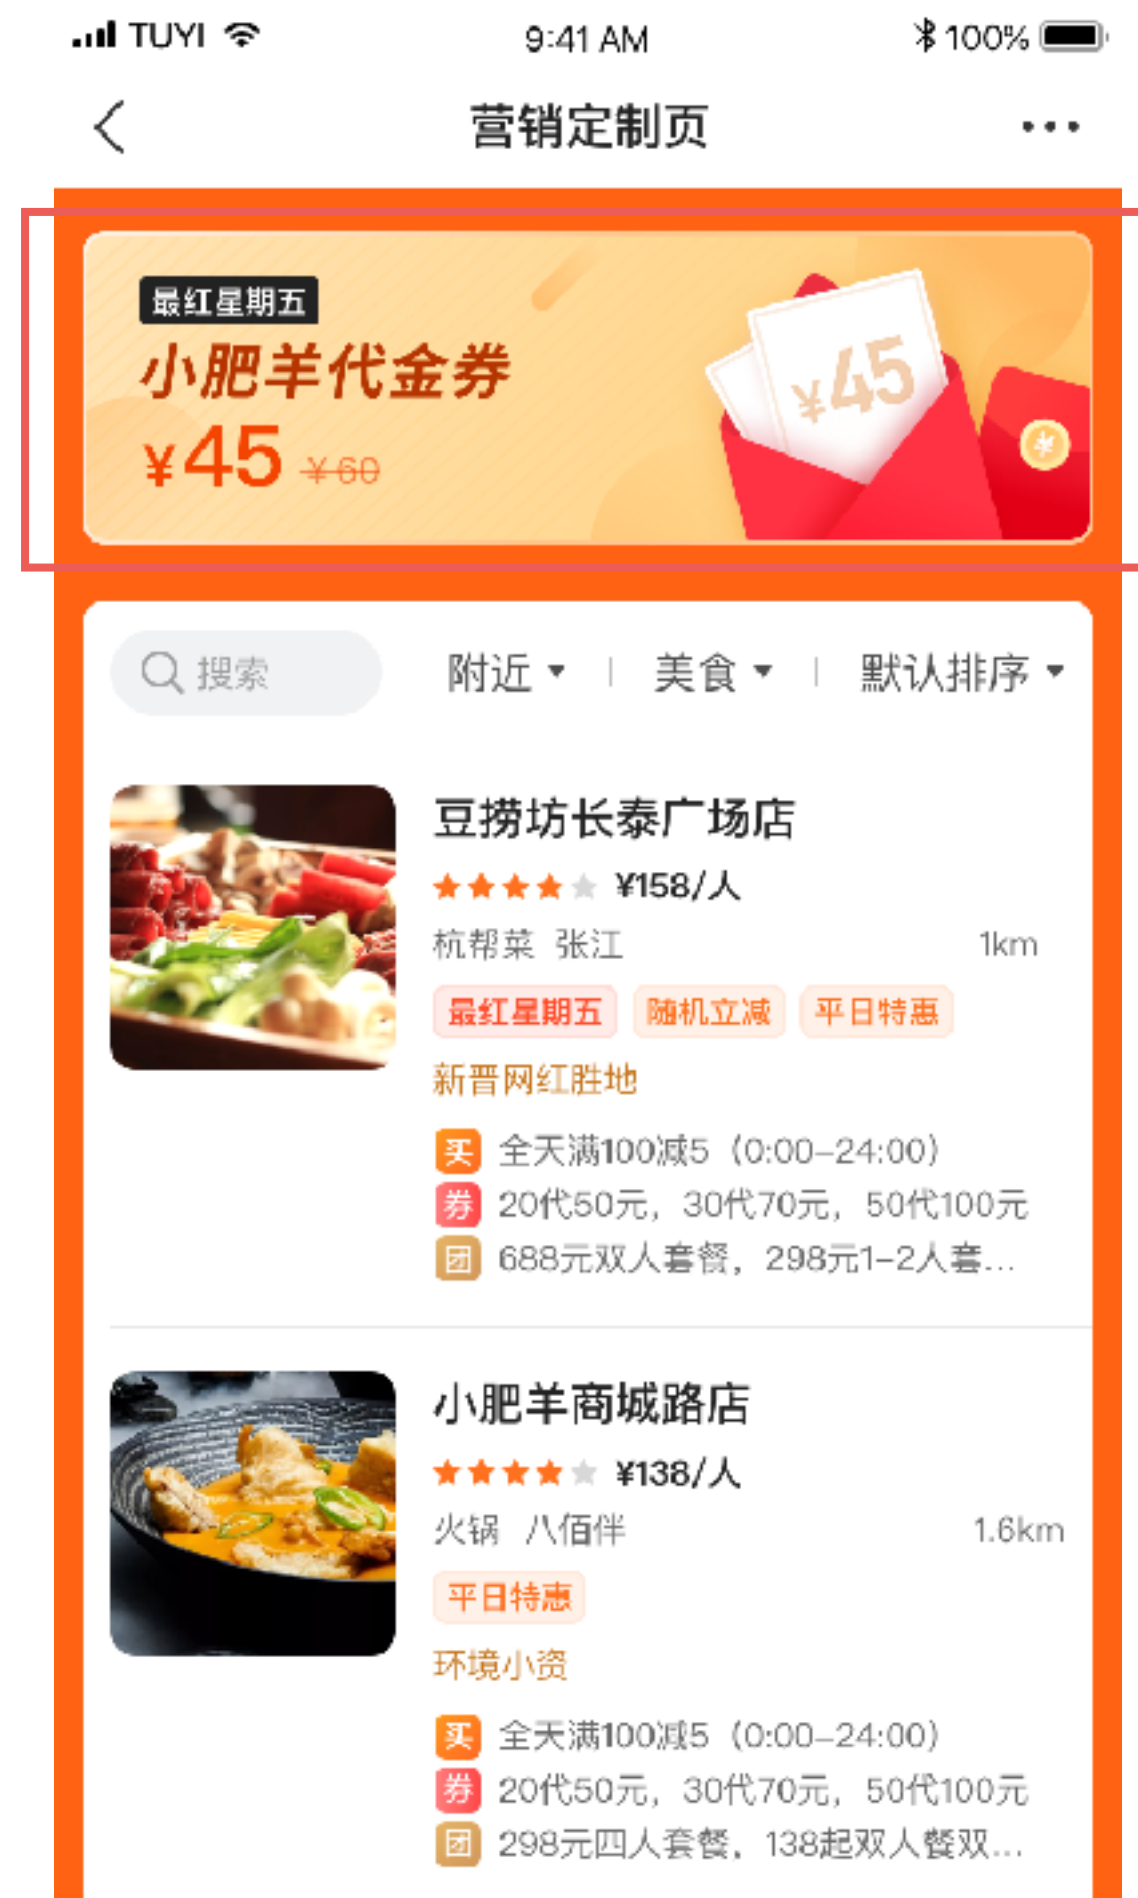 TUYI 9:41 AM 100%
营销定制页
最红星期五
小肥羊代金券
¥45 ¥60
¥45
¥
搜索 附近 美食 默认排序
豆捞坊长泰广场店
¥158/人
杭帮菜 张江 1km
最红星期五 随机立减 平日特惠
新晋网红胜地
买 全天满100减5（0:00-24:00）
券 20代50元，30代70元，50代100元
团 688元双人套餐，298元1-2人套...
小肥羊商城路店
¥138/人
火锅 八佰伴 1.6km
平日特惠
环境小资
买 全天满100减5（0:00-24:00）
券 20代50元，30代70元，50代100元
团 298元四人套餐，138起双人餐双...